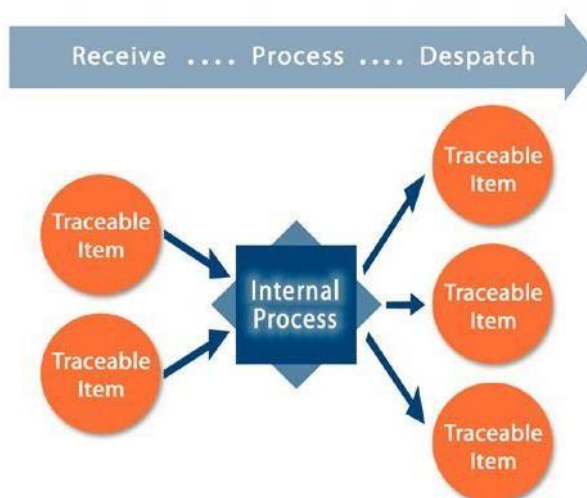 Receive .... Process .... Despatch
Traceable
Item
Traceable
Item
Internal
Process
Traceable
Item
Traceable
Item
Traceable
Item